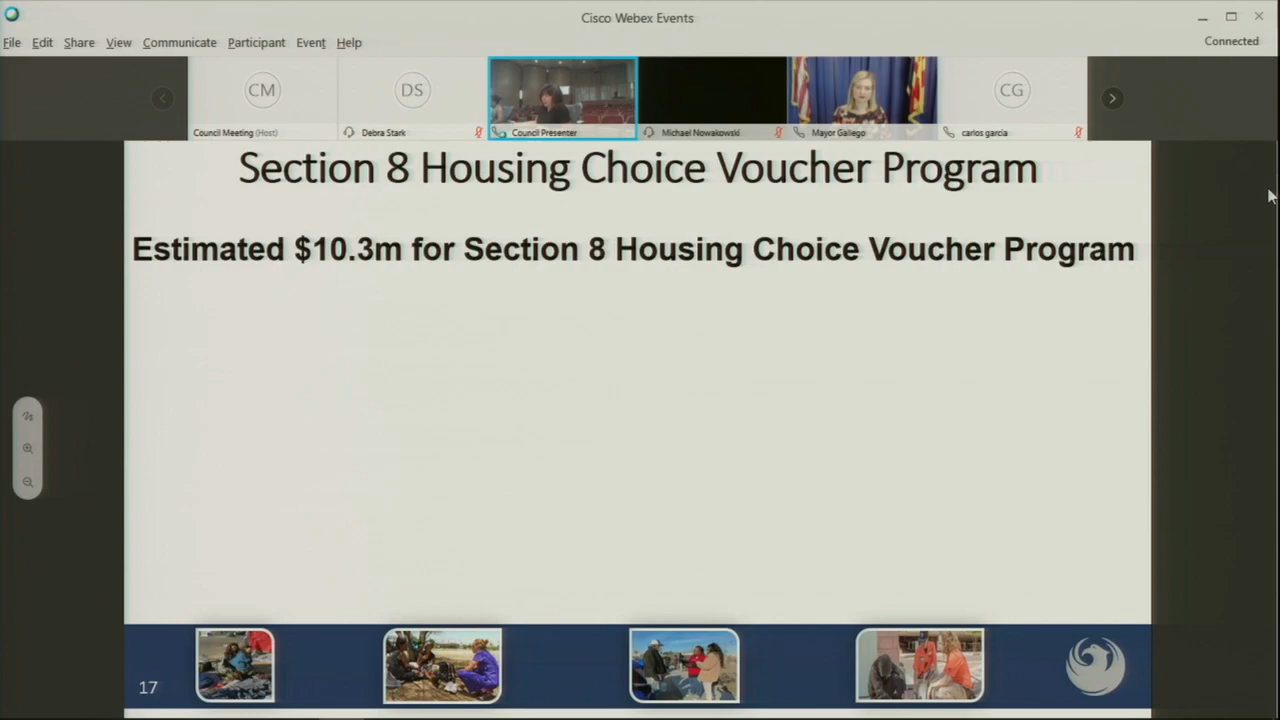 Cisco Webex Events
File Edit Share View Communicate Participant Event Help
Connected
CM
DS
CG
Council Meeting (Host)
Debra Stark
Council Presenter
Michael Nowakowski
Mayor Gallego
carlos garcia
Section 8 Housing Choice Voucher Program
Estimated $10.3m for Section 8 Housing Choice Voucher Program
17